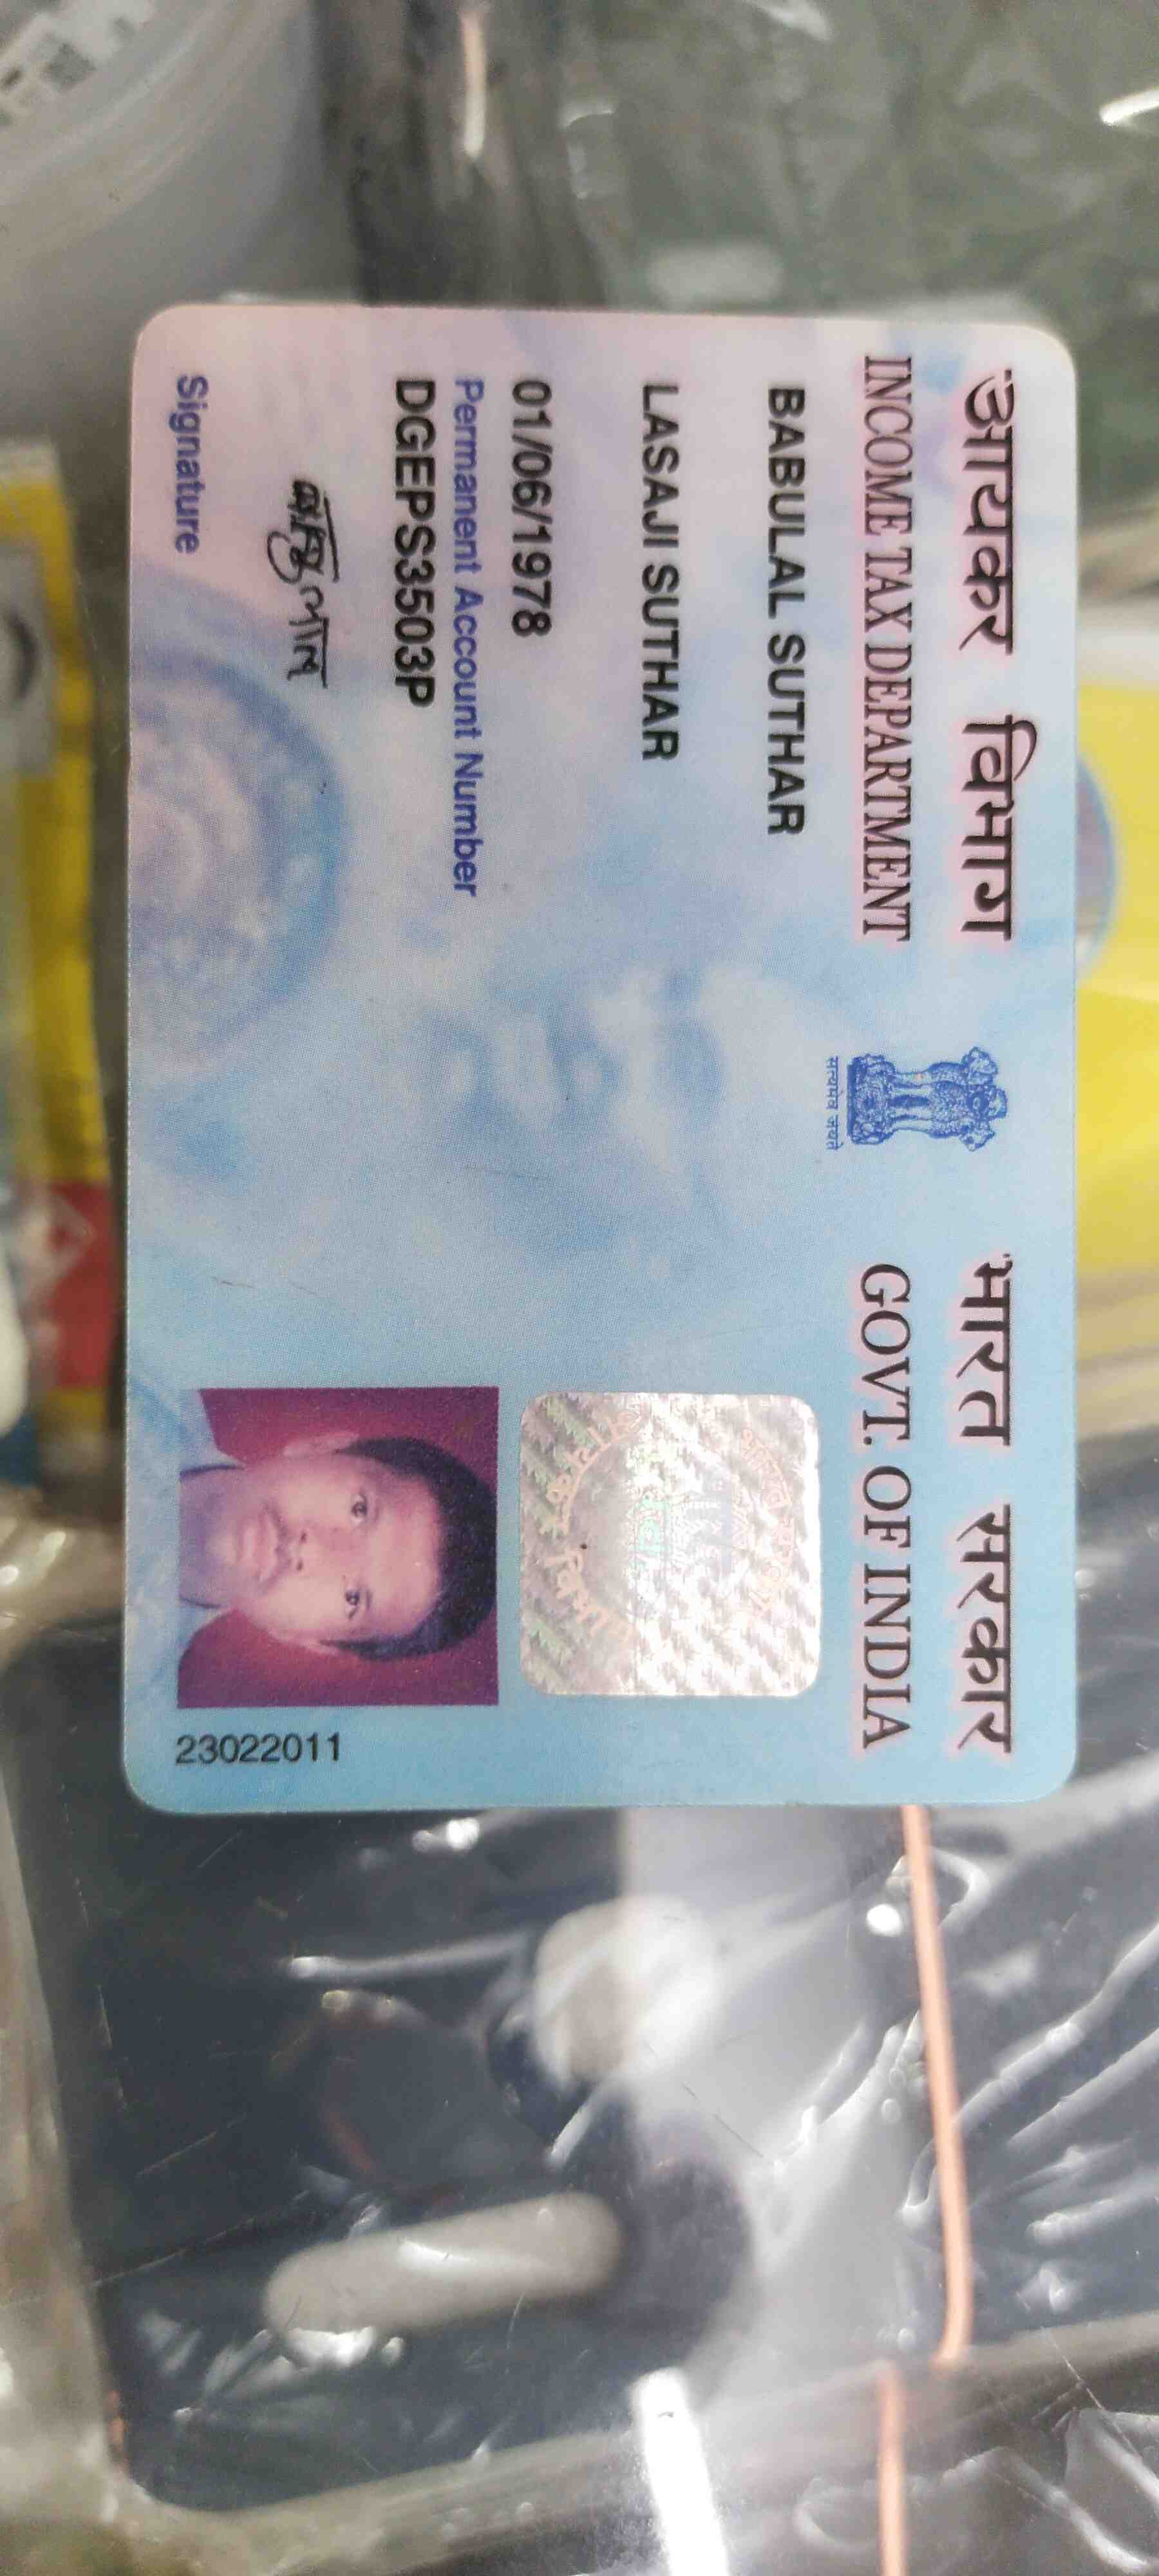 आयकर विभाग
INCOME TAX DEPARTMENT
सत्यमेव जयते
भारत सरकार
GOVT. OF INDIA
BABULAL SUTHAR
LASAJI SUTHAR
01/06/1978
Permanent Account Number
DGEPS3503P
बाबुलाल
Signature
23022011